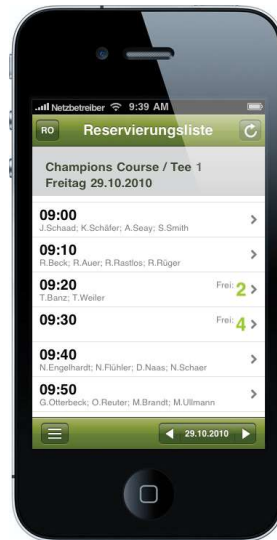 Netzbetreiber 9:39 AM
RO Reservierungsliste
Champions Course / Tee 1
Freitag 29.10.2010
09:00
J.Schaad; K.Schäfer; A.Seay; S.Smith
09:10
R.Beck; R.Auer; R.Rastlos; R.Rüger
09:20 Frei: 2
T.Banz; T.Weiler
09:30 Frei: 4
09:40
N.Engelhardt; N.Flühler; D.Naas; N.Schaer
09:50
G.Otterbeck; O.Reuter; M.Brandt; M.Ullmann
29.10.2010